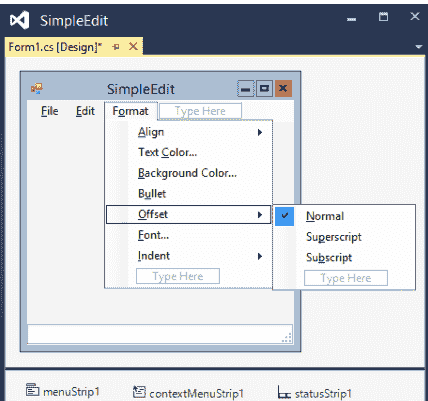 SimpleEdit
Form1.cs [Design]*
SimpleEdit
File Edit Format Type Here
Align
Text Color...
Background Color...
Bullet
Offset
Font...
Indent
Type Here
Normal
Superscript
Subscript
Type Here
menuStrip1 contextMenuStrip1 statusStrip1